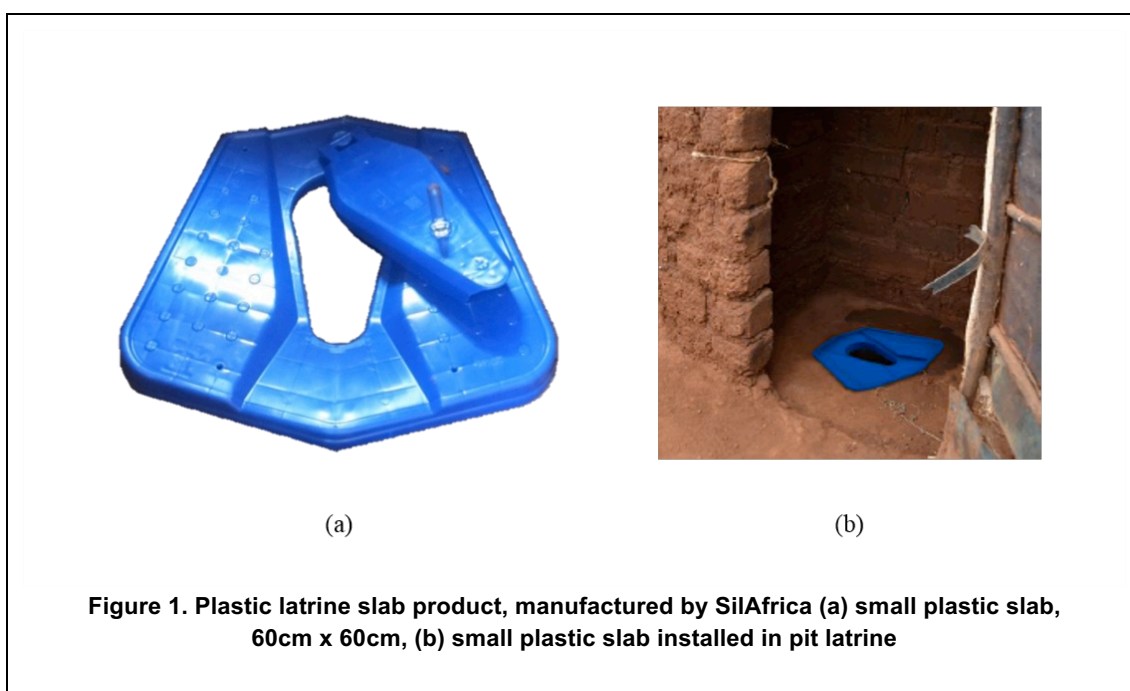 (a)
(b)
Figure 1. Plastic latrine slab product, manufactured by SilAfrica (a) small plastic slab,
60cm x 60cm, (b) small plastic slab installed in pit latrine